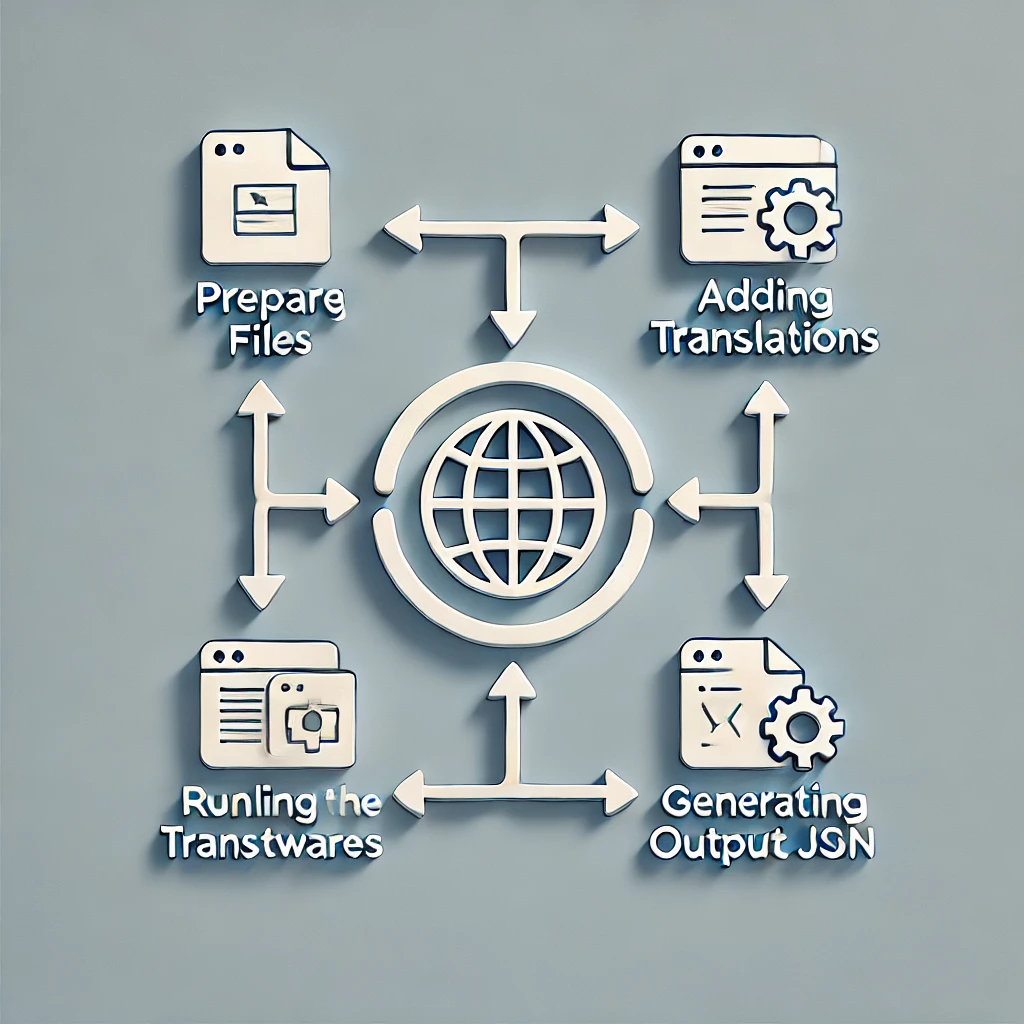 Prepare
Files
Adding
Translations
Runling the
Transtwares
Generating
Output JSN